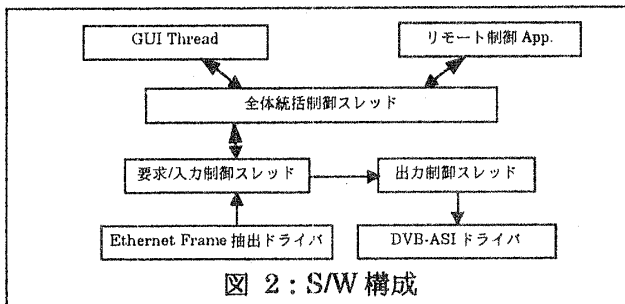 GUI Thread
リモート制御 App.
全体統括制御スレッド
要求/入力制御スレッド
出力制御スレッド
Ethernet Frame 抽出ドライバ
DVB-ASI ドライバ
図 2：S/W 構成